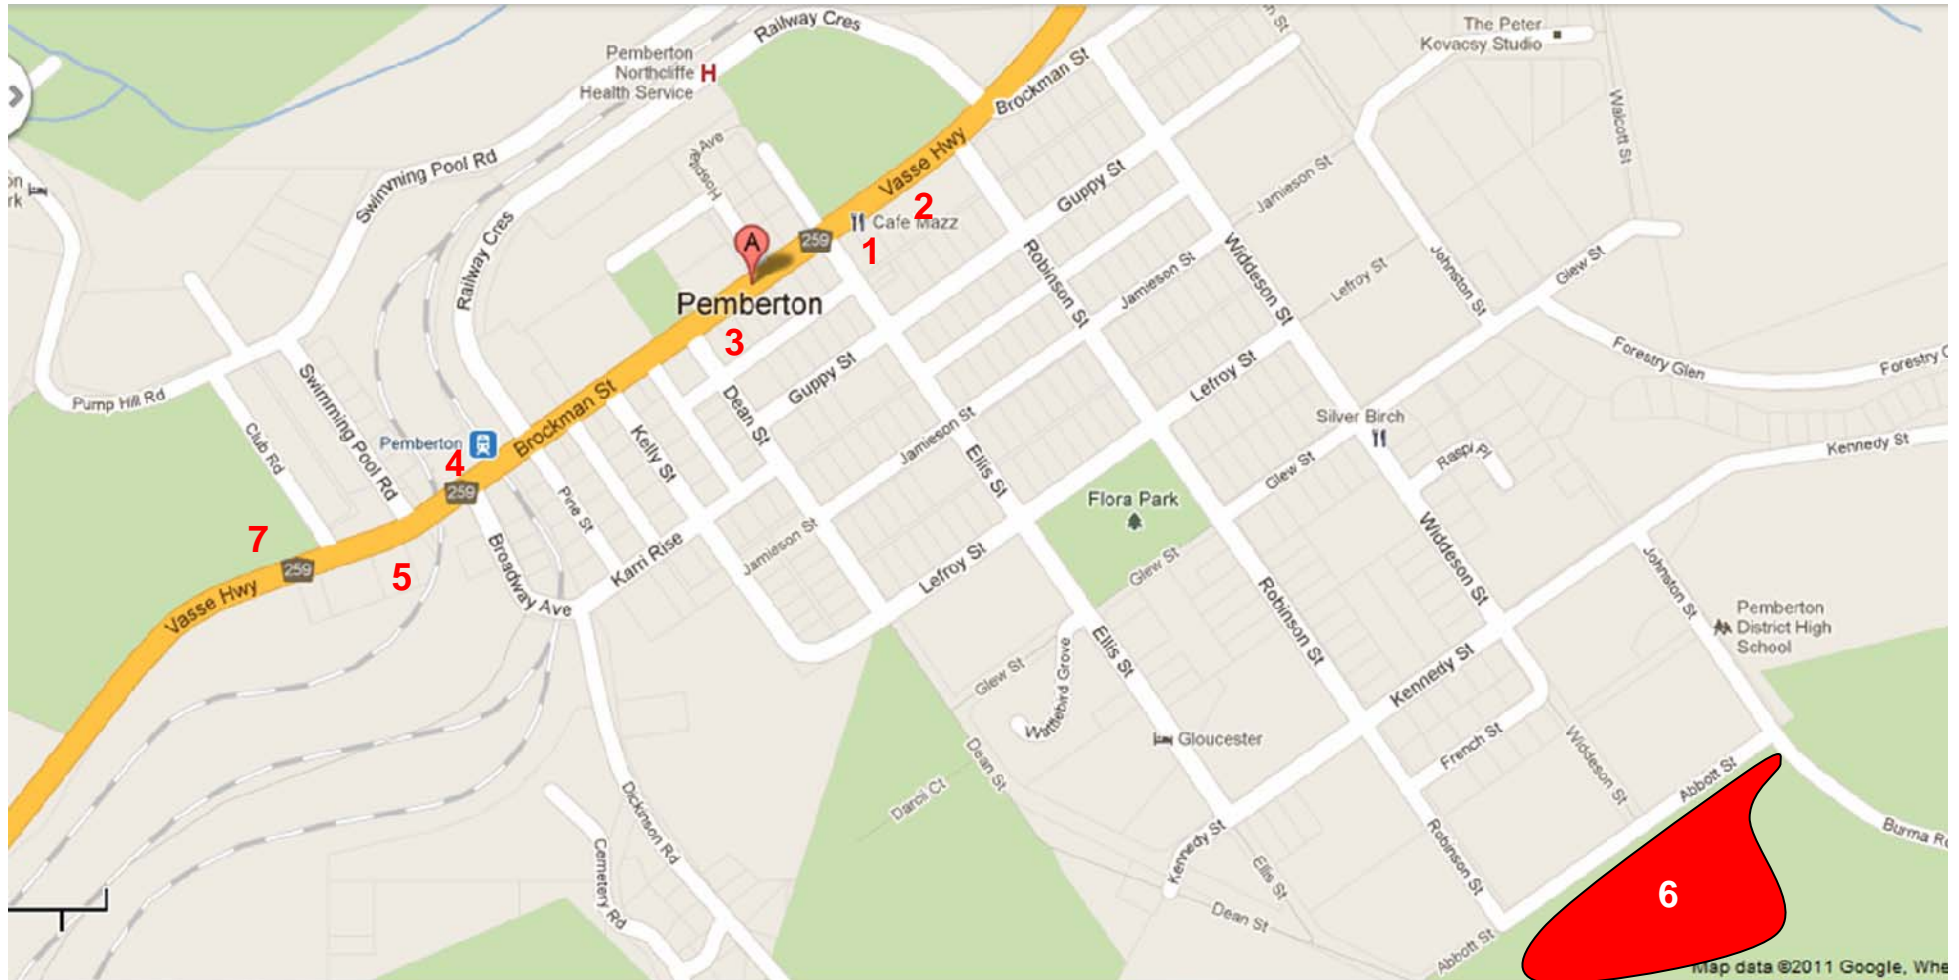 Railway Cres
The Peter
Kovacsy Studio
Pemberton
Northcliffe
Health Service
H
Brockman St
Walcott St
Vasse Hwy
Swimming Pool Rd
Hospital Ave
Guppy St
Jamieson St
2
Cafe Mazz
1
259
A
Railway Cres
Robinson St
Widdeson St
Johnston St
Glew St
Jamieson St
Lefroy St
Pemberton
3
Forestry Glen
Guppy St
Lefroy St
Pump Hill Rd
Swimming Pool Rd
Club Rd
Brockman St
Dean St
Kelly St
Jamieson St
Silver Birch
Pemberton
4
259
Ellis St
Glew St
Raspi Pl
Kennedy St
Pine St
Flora Park
7
259
5
Broadway Ave
Karri Rise
Jamieson St
Lefroy St
Glew St
Widdeson St
Johnston St
Vasse Hwy
Pemberton
District High
School
Ellis St
Robinson St
Glew St
Wattlebird Grove
Kennedy St
Gloucester
Dean St
French St
Widdeson St
Abbott St
Darcii Ct
Dickinson Rd
Kennedy St
Robinson St
Burma
Cemetery Rd
Ellis St
6
Dean St
Abbott St
Map data ©2011 Google,